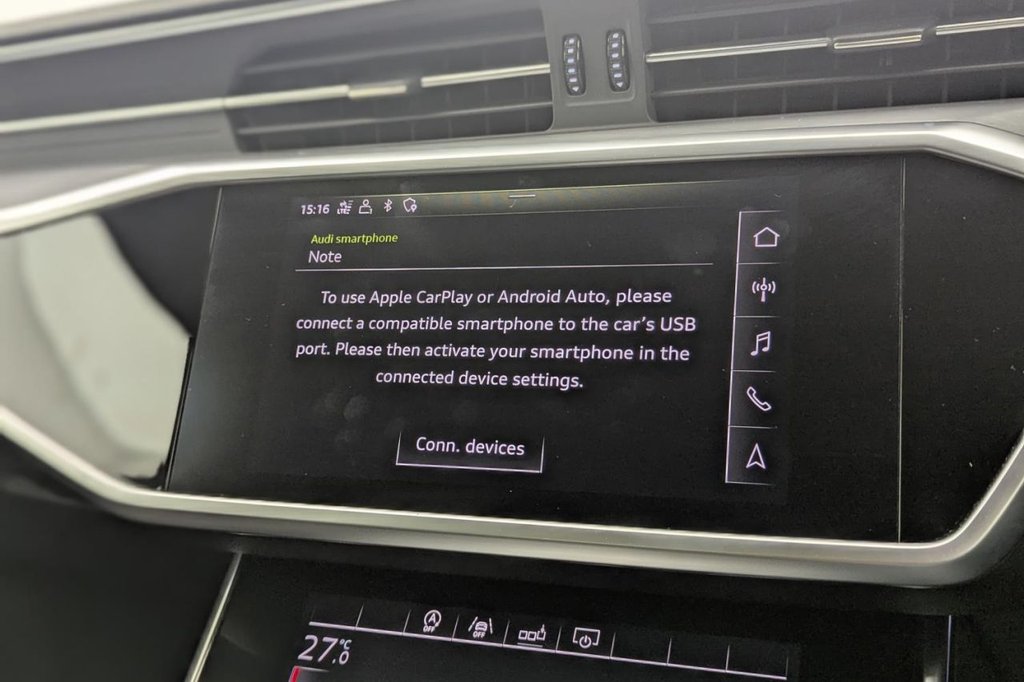 15:16 LTE
Audi smartphone
Note
To use Apple CarPlay or Android Auto, please
connect a compatible smartphone to the car's USB
port. Please then activate your smartphone in the
connected device settings.
Conn. devices
A
OFF
OFF
27.0 °C